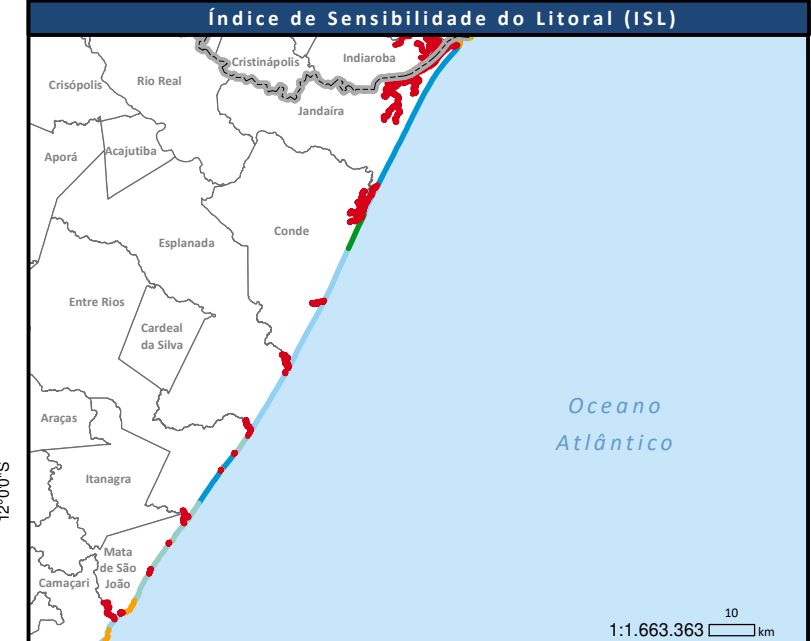 Índice de Sensibilidade do Litoral (ISL)
Cristinápolis
Indiaroba
Crisópolis
Rio Real
Jandaíra
Aporá
Acajutiba
Conde
Esplanada
Entre Rios
Cardeal
da Silva
Oceano
Atlântico
Araças
Itanagra
12°0'0"S
Mata
de São
João
Camaçari
10
1:1.663.363
km